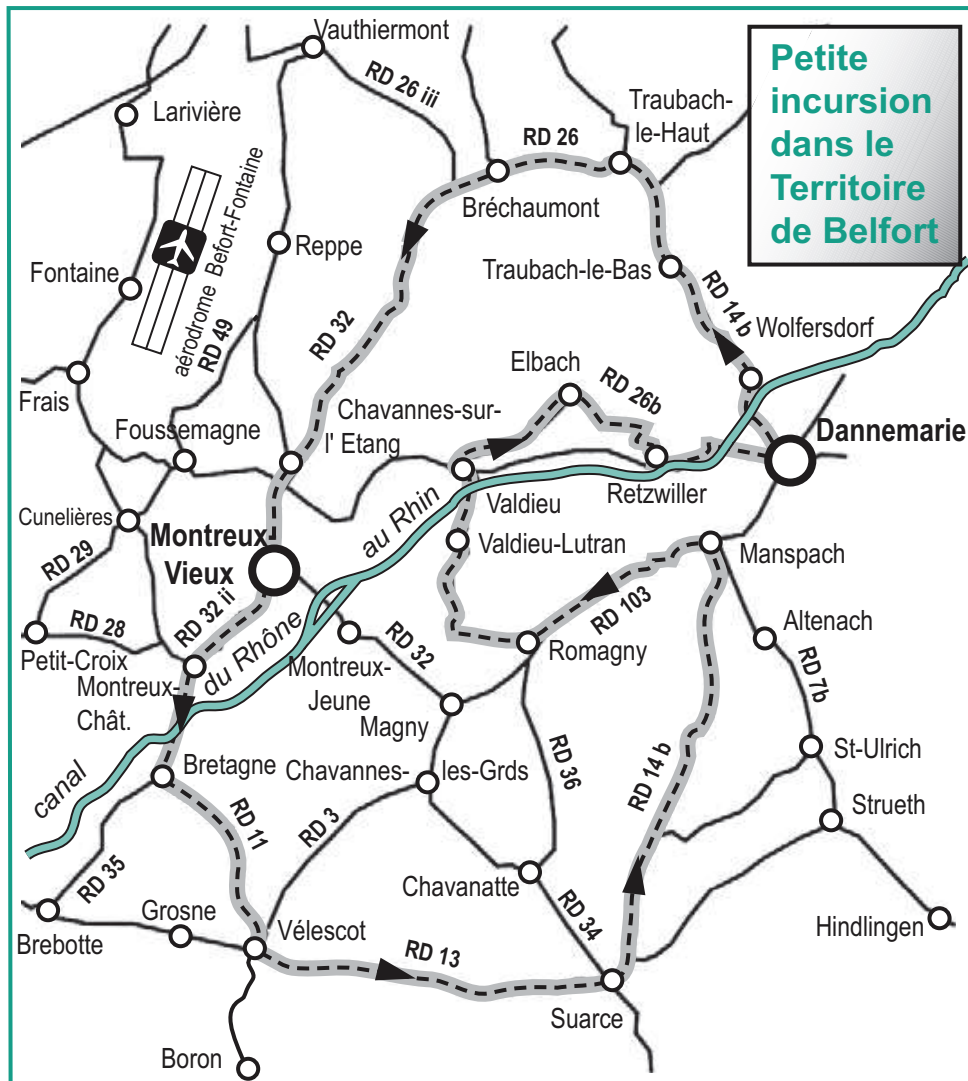 Petite
incursion
dans le
Territoire
de Belfort
Vauthiermont
RD 26 iii
Larivière
Traubach-
le-Haut
RD 26
Bréchaumont
aérodrome Befort-Fontaine
Reppe
Fontaine
Traubach-le-Bas
RD 14 b
Wolfersdorf
RD 49
RD 32
Frais
Elbach
RD 26b
Foussemagne
Chavannes-sur-
l' Etang
Dannemarie
Retzwiller
Valdieu
Cunelières
Montreux
Vieux
au Rhin
Valdieu-Lutran
Manspach
RD 29
RD 28
RD 32 ii
du Rhône
RD 103
Altenach
Petit-Croix
Montreux-
Chât.
Montreux-
Jeune
RD 32
Romagny
RD 7b
Magny
canal
Bretagne
Chavannes-
les-Grds
RD 36
RD 14 b
St-Ulrich
Strueth
RD 11
RD 3
RD 35
Chavanatte
RD 34
Hindlingen
Brebotte
Grosne
Vélescot
RD 13
Suarce
Boron